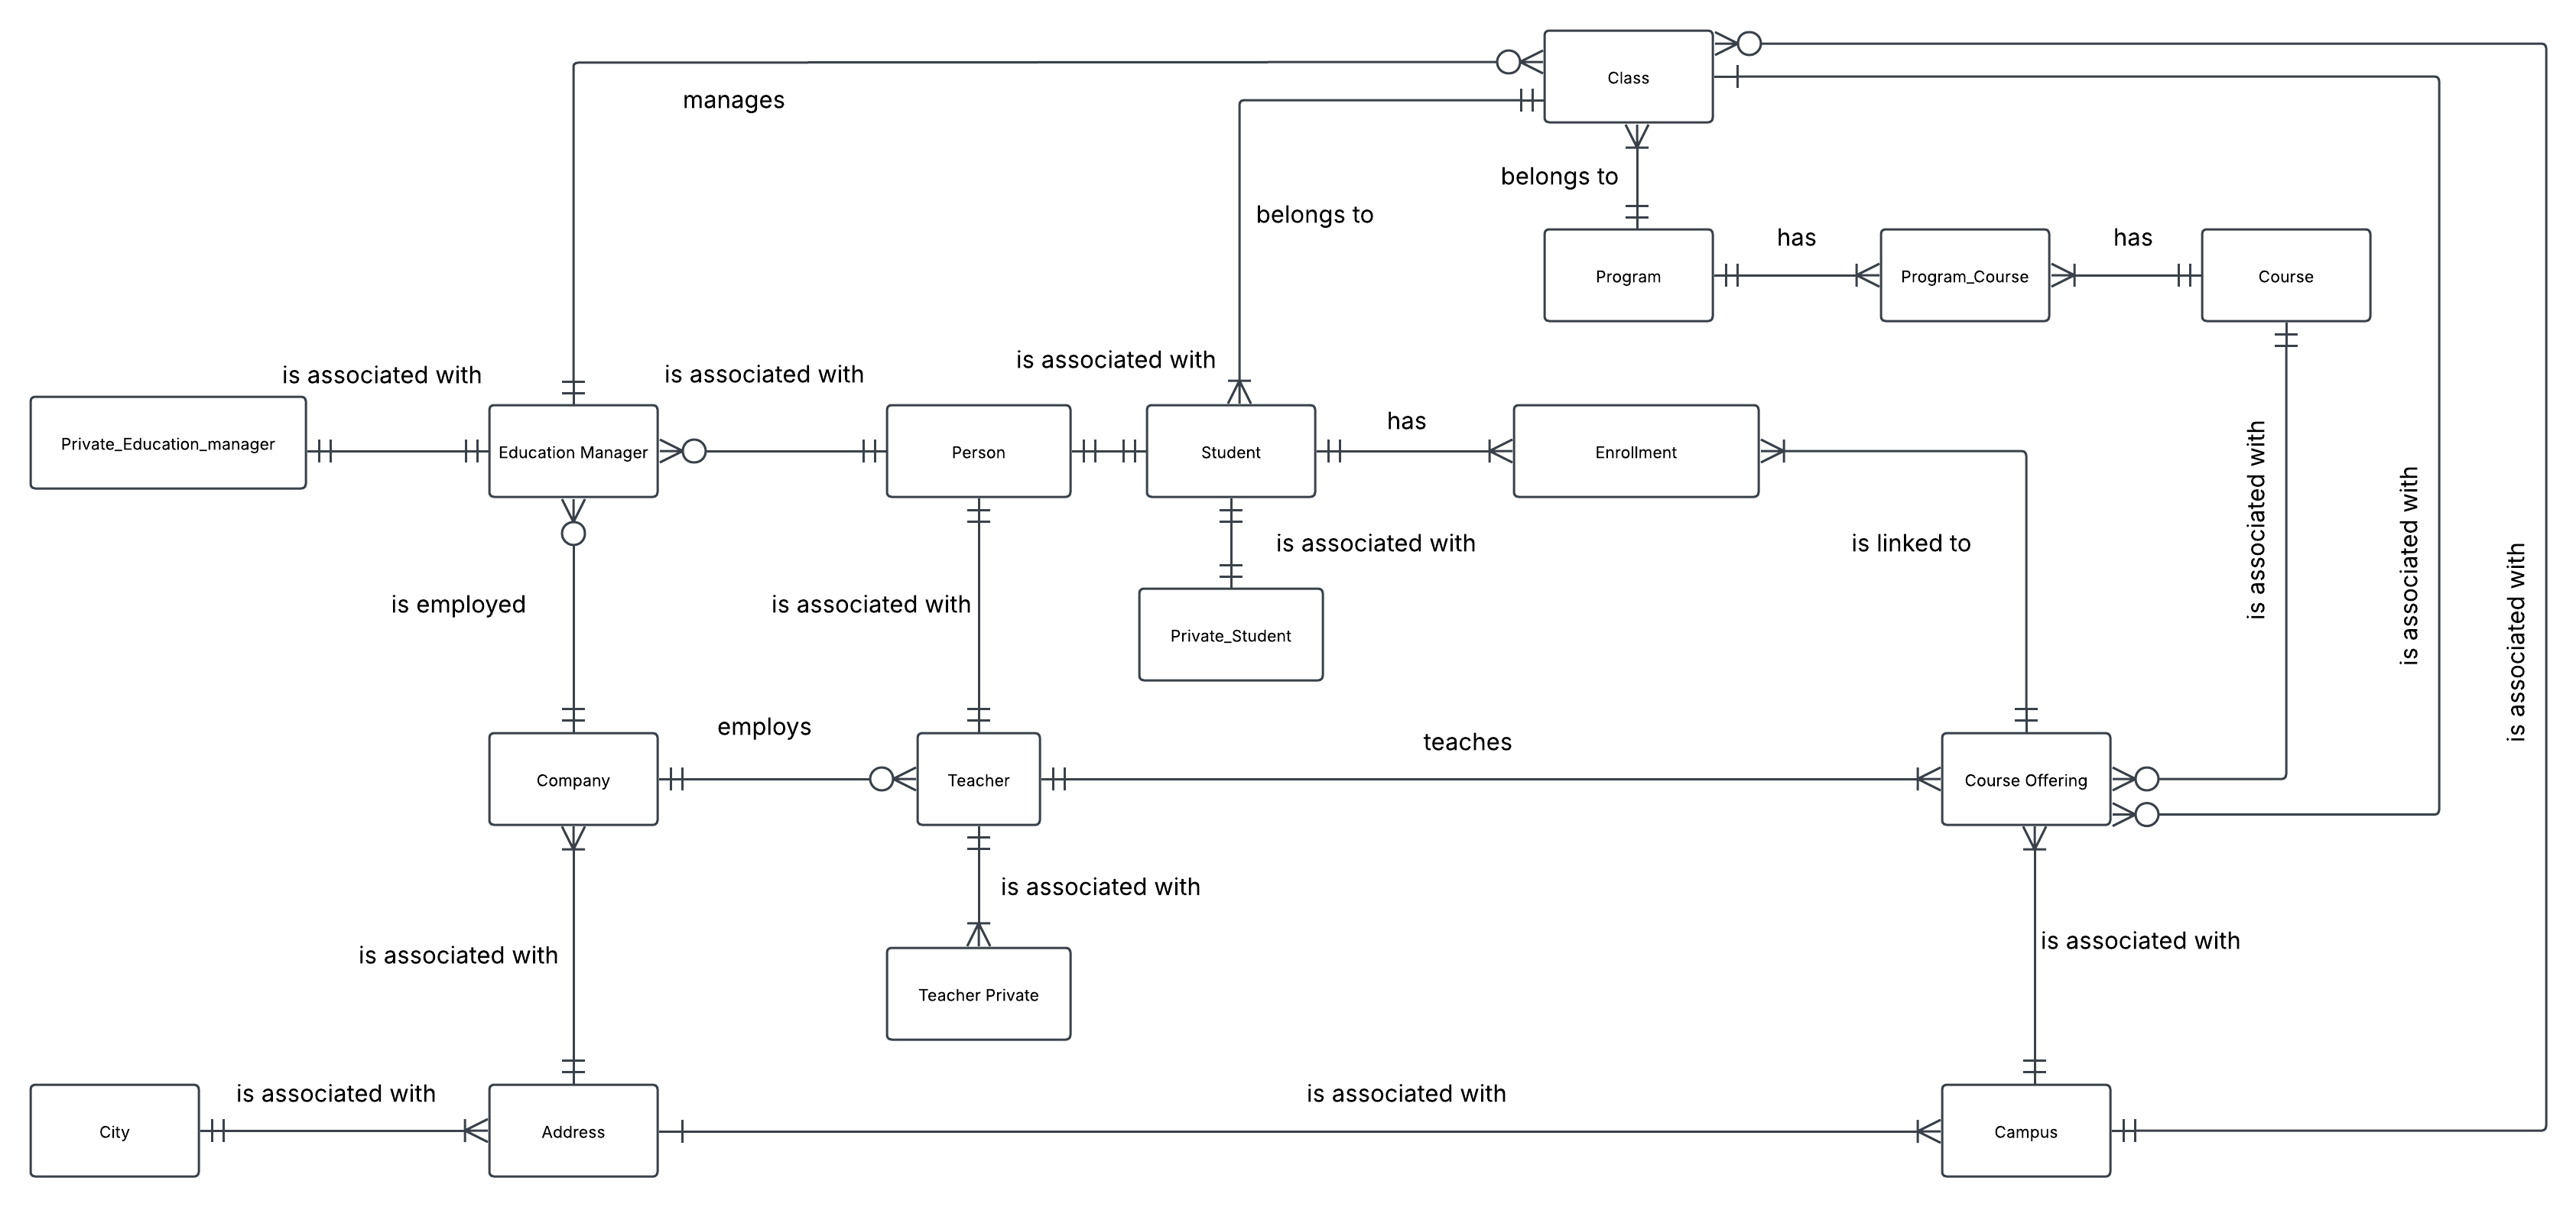 Class
manages
belongs to
belongs to
has
has
Program
Program_Course
Course
is associated with
is associated with
is associated with
has
Private_Education_manager
Education Manager
Person
Student
Enrollment
is associated with
is associated with
is associated with
is linked to
is associated with
is employed
is associated with
Private_Student
employs
teaches
Company
Teacher
Course Offering
is associated with
is associated with
is associated with
Teacher Private
is associated with
is associated with
City
Address
Campus